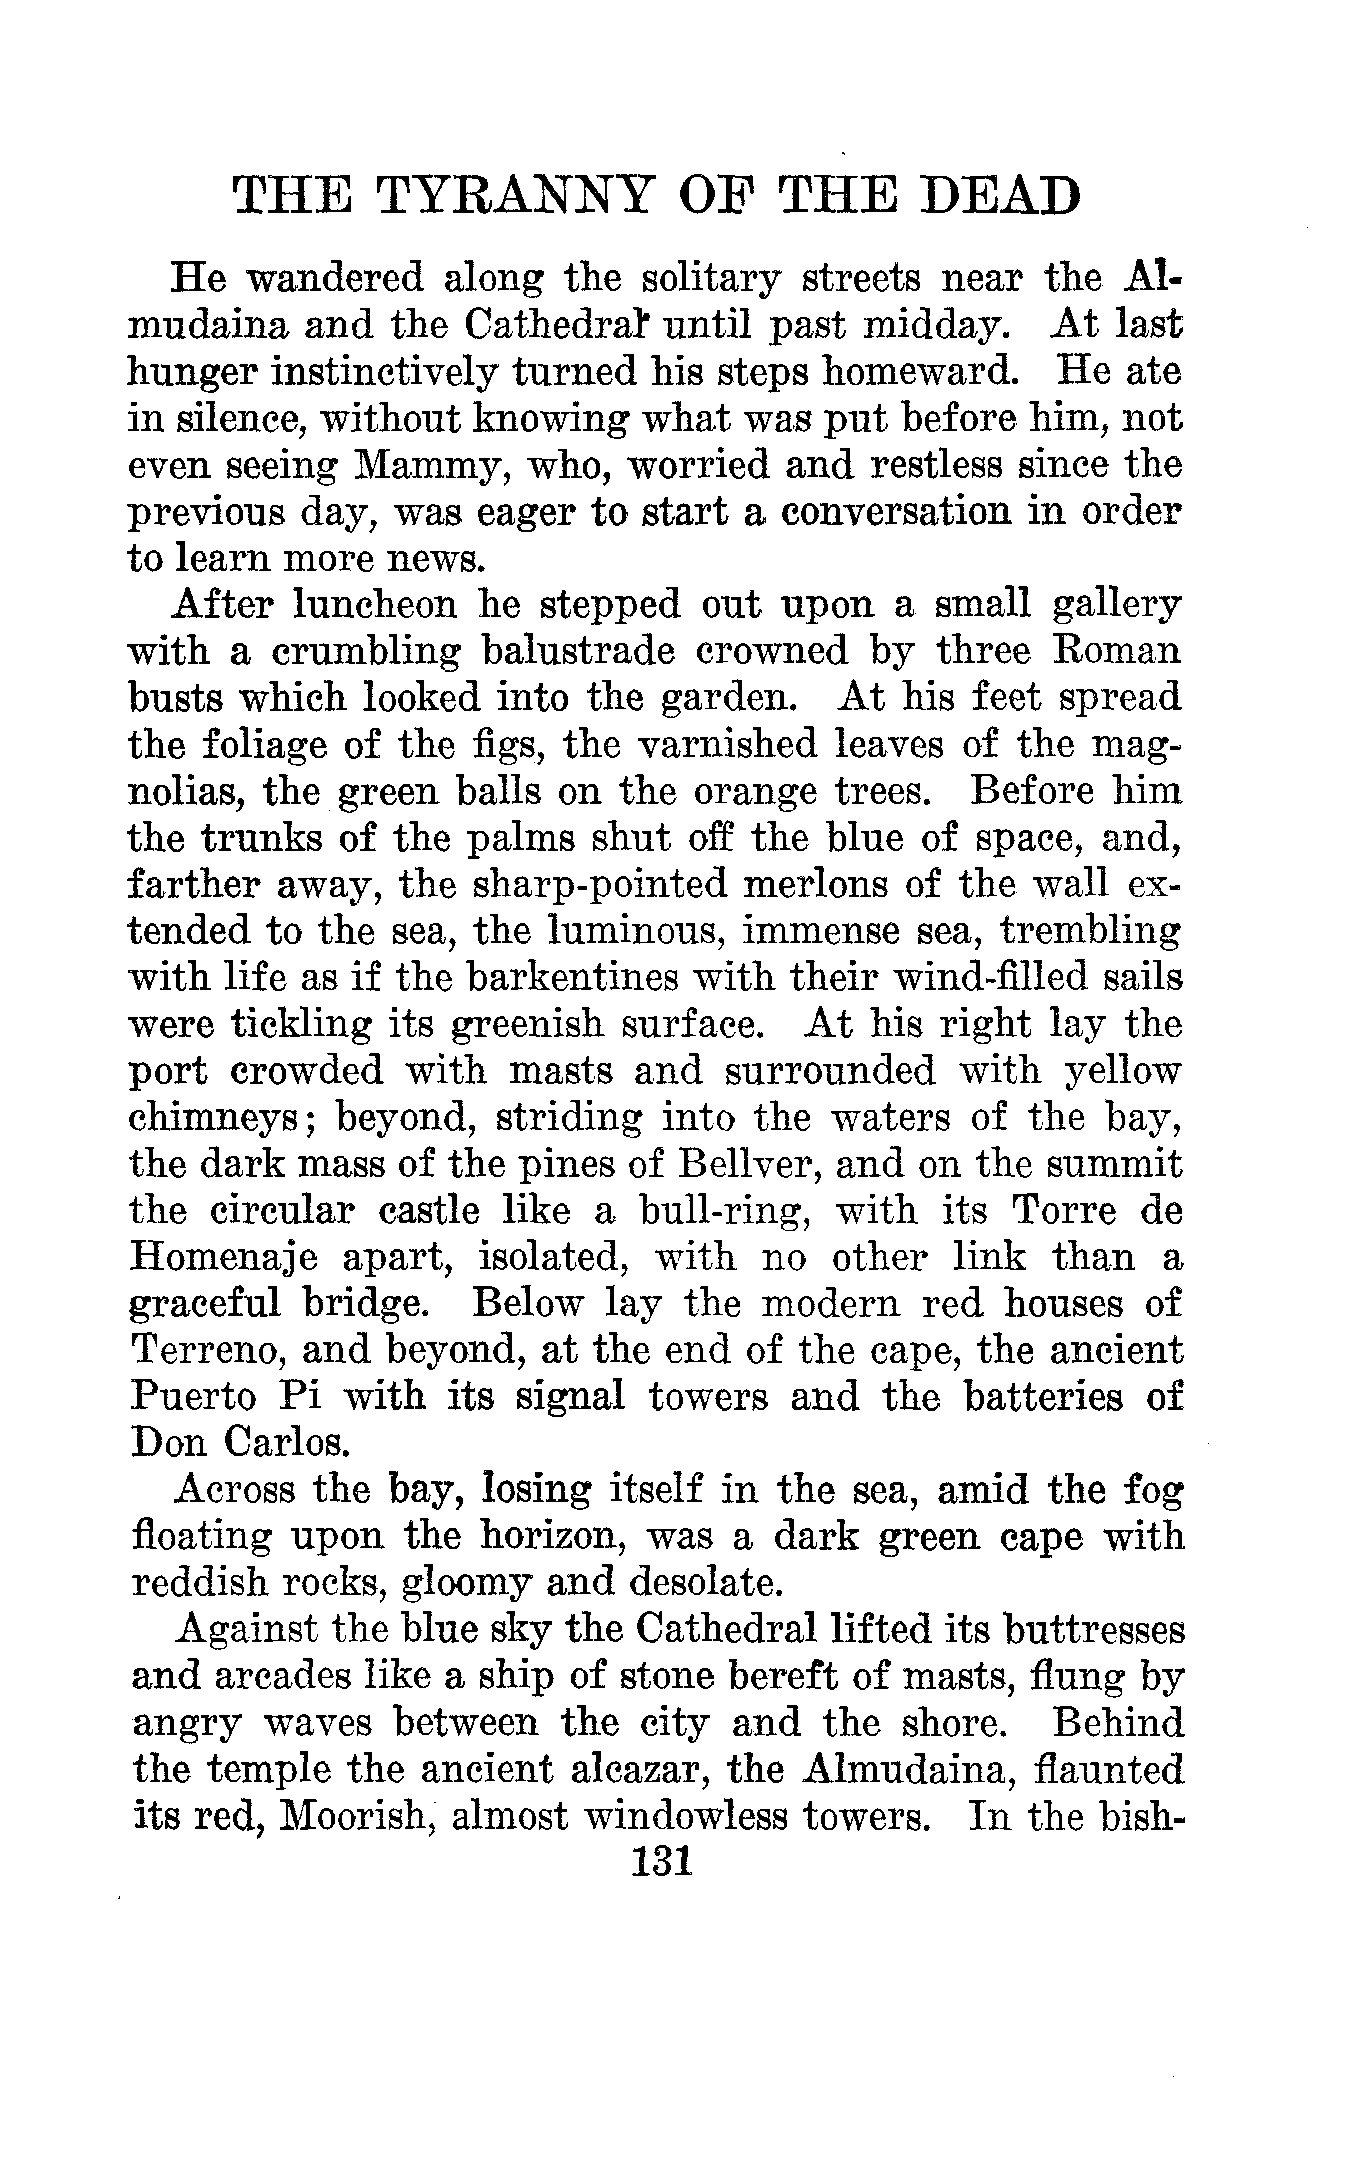 THE TYRANNY OF THE DEAD
He wandered along the solitary streets near the Al-
mudaina and the Cathedral until past midday. At last
hunger instinctively turned his steps homeward. He ate
in silence, without knowing what was put before him, not
even seeing Mammy, who, worried and restless since the
previous day, was eager to start a conversation in order
to learn more news.
After luncheon he stepped out upon a small gallery
with a crumbling balustrade crowned by three Roman
busts which looked into the garden. At his feet spread
the foliage of the figs, the varnished leaves of the mag-
nolias, the green balls on the orange trees. Before him
the trunks of the palms shut off the blue of space, and,
farther away, the sharp-pointed merlons of the wall ex-
tended to the sea, the luminous, immense sea, trembling
with life as if the barkentines with their wind-filled sails
were tickling its greenish surface. At his right lay the
port crowded with masts and surrounded with yellow
chimneys; beyond, striding into the waters of the bay,
the dark mass of the pines of Bellver, and on the summit
the circular castle like a bull-ring, with its Torre de
Homenaje apart, isolated, with no other link than a
graceful bridge. Below lay the modern red houses of
Terreno, and beyond, at the end of the cape, the ancient
Puerto Pi with its signal towers and the batteries of
Don Carlos.
Across the bay, losing itself in the sea, amid the fog
floating upon the horizon, was a dark green cape with
reddish rocks, gloomy and desolate.
Against the blue sky the Cathedral lifted its buttresses
and arcades like a ship of stone bereft of masts, flung by
angry waves between the city and the shore. Behind
the temple the ancient alcazar, the Almudaina, flaunted
its red, Moorish, almost windowless towers. In the bish-
131